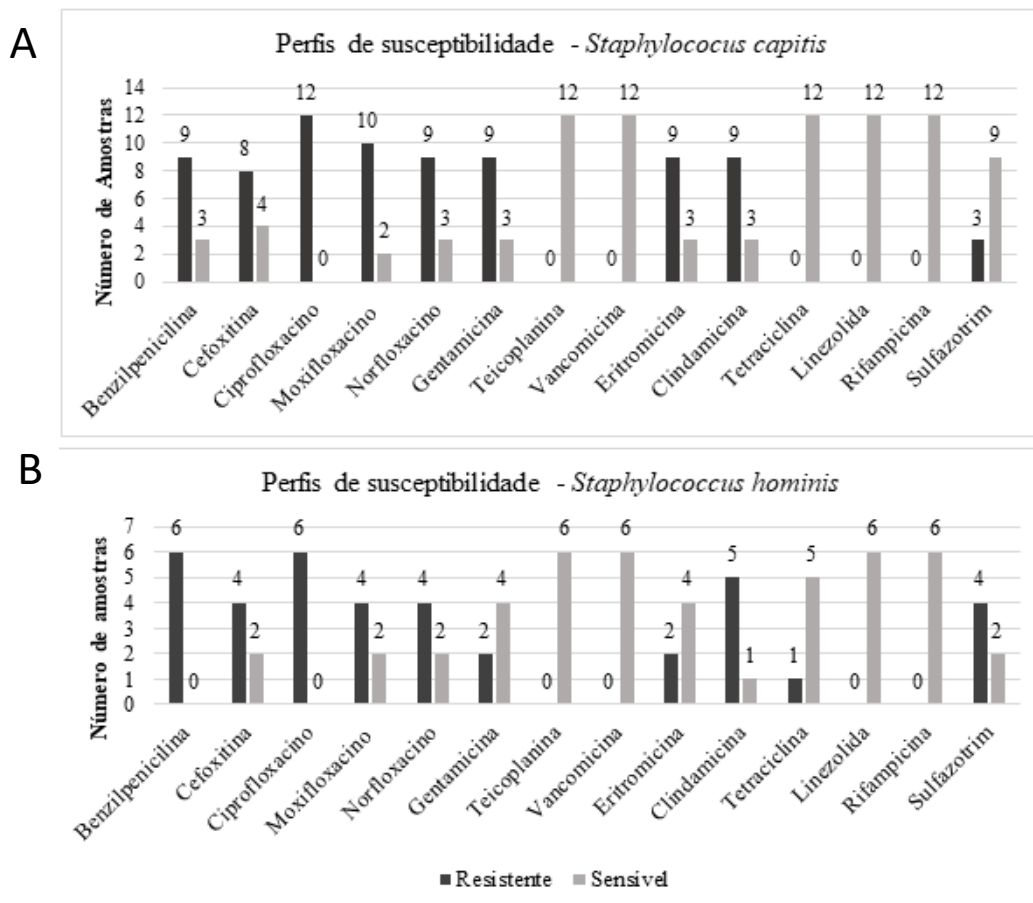 A
Perfis de susceptibilidade - Staphylococus capitis
Número de Amostras
14
12
10
8
6
4
2
0
9 3 8 4 12 0 10 2 9 3 9 3 0 12 0 12 9 3 9 3 0 12 0 12 0 12 3 9
Benzilpenicilina
Cefoxitina
Ciprofloxacino
Moxifloxacino
Norfloxacino
Gentamicina
Teicoplanina
Vancomicina
Eritromicina
Clindamicina
Tetraciclina
Linezolida
Rifampicina
Sulfazotrim
B
Perfis de susceptibilidade - Staphylococcus hominis
Número de amostras
7
6
5
4
3
2
1
0
6 0 4 2 6 0 4 2 4 2 2 4 0 6 0 6 2 4 5 1 1 5 0 6 0 6 4 2
Benzilpenicilina
Cefoxitina
Ciprofloxacino
Moxifloxacino
Norfloxacino
Gentamicina
Teicoplanina
Vancomicina
Eritromicina
Clindamicina
Tetraciclina
Linezolida
Rifampicina
Sulfazotrim
Resistente Sensivel